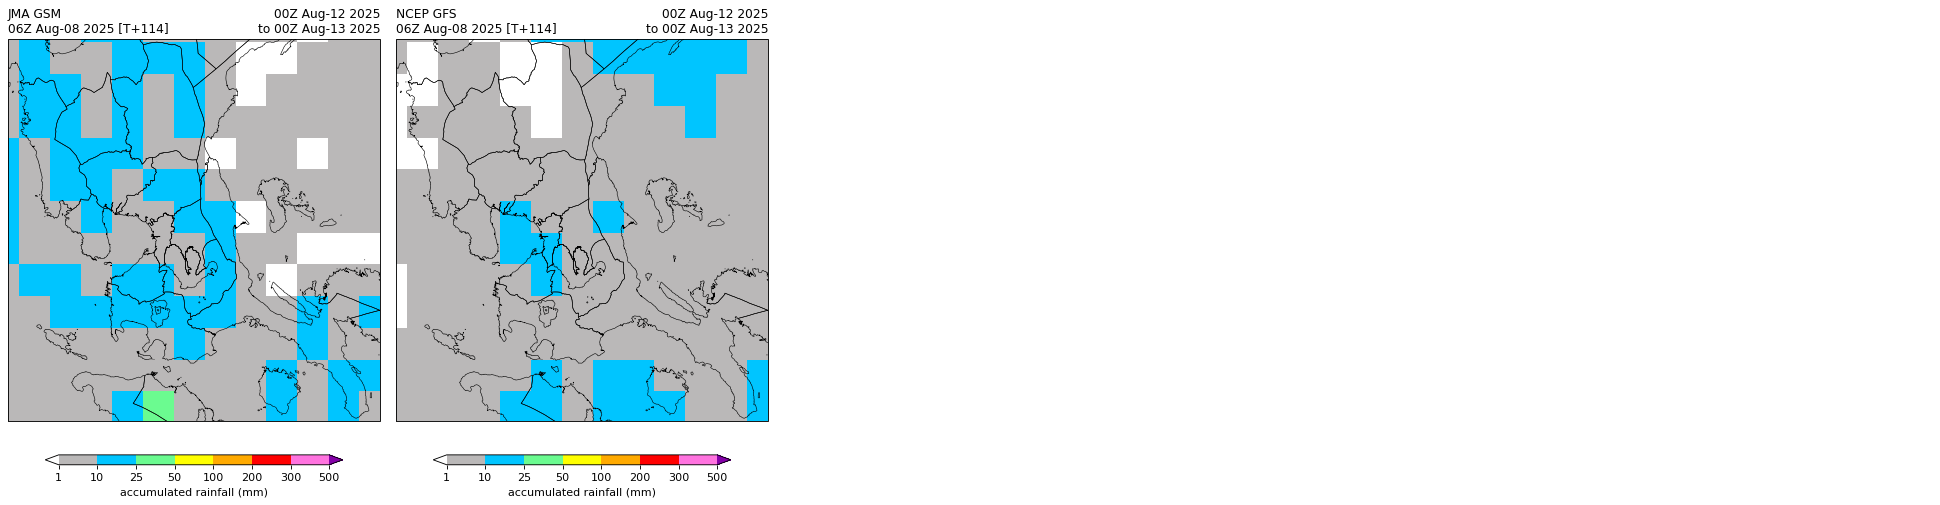 JMA GSM 00Z Aug-12 2025
06Z Aug-08 2025 [T+114] to 00Z Aug-13 2025
NCEP GFS 00Z Aug-12 2025
06Z Aug-08 2025 [T+114] to 00Z Aug-13 2025
1 10 25 50 100 200 300 500
accumulated rainfall (mm)
1 10 25 50 100 200 300 500
accumulated rainfall (mm)